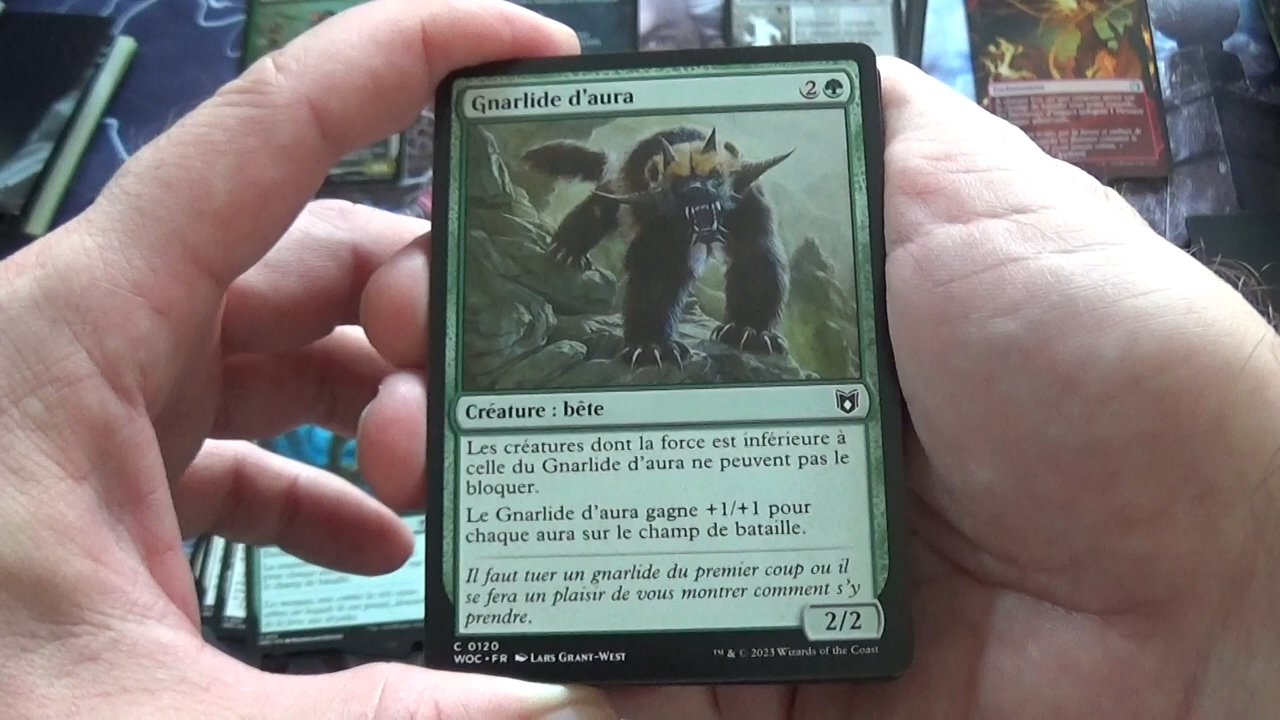 Gnarlide d'aura
2
Créature : bête
Les créatures dont la force est inférieure à
celle du Gnarlide d'aura ne peuvent pas le
bloquer.
Le Gnarlide d'aura gagne +1/+1 pour
chaque aura sur le champ de bataille.
Il faut tuer un gnarlide du premier coup ou il
se fera un plaisir de vous montrer comment s'y
prendre.
2/2
C 0120
WOC • FR Lars Grant-West
™ & © 2023 Wizards of the Coast